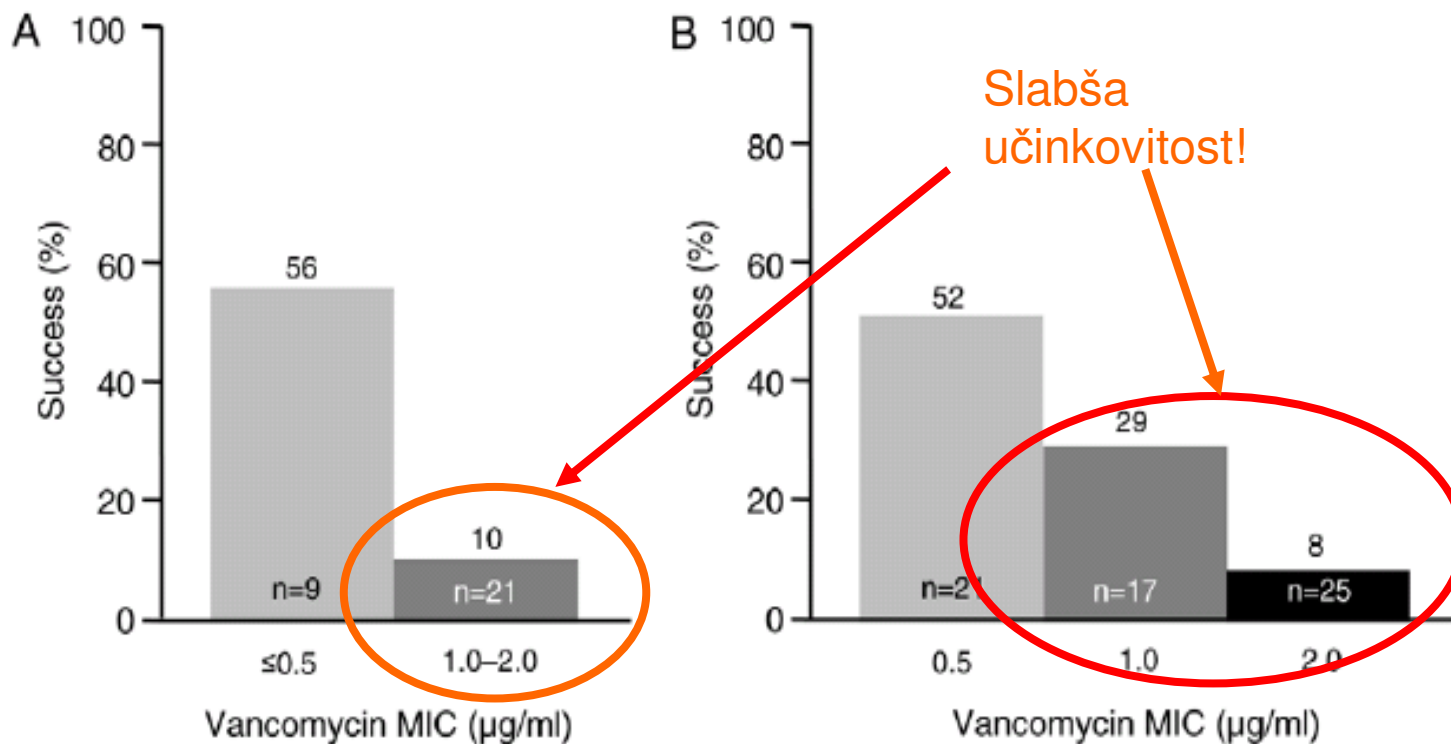 A
100
80
60
40
20
0
Success (%)
56
n=9
10
n=21
≤0.5
1.0–2.0
Vancomycin MIC (µg/ml)
B
100
80
60
40
20
0
Success (%)
Slabša
učinkovitost!
52
n=21
29
n=17
8
n=25
0.5
1.0
2.0
Vancomycin MIC (µg/ml)